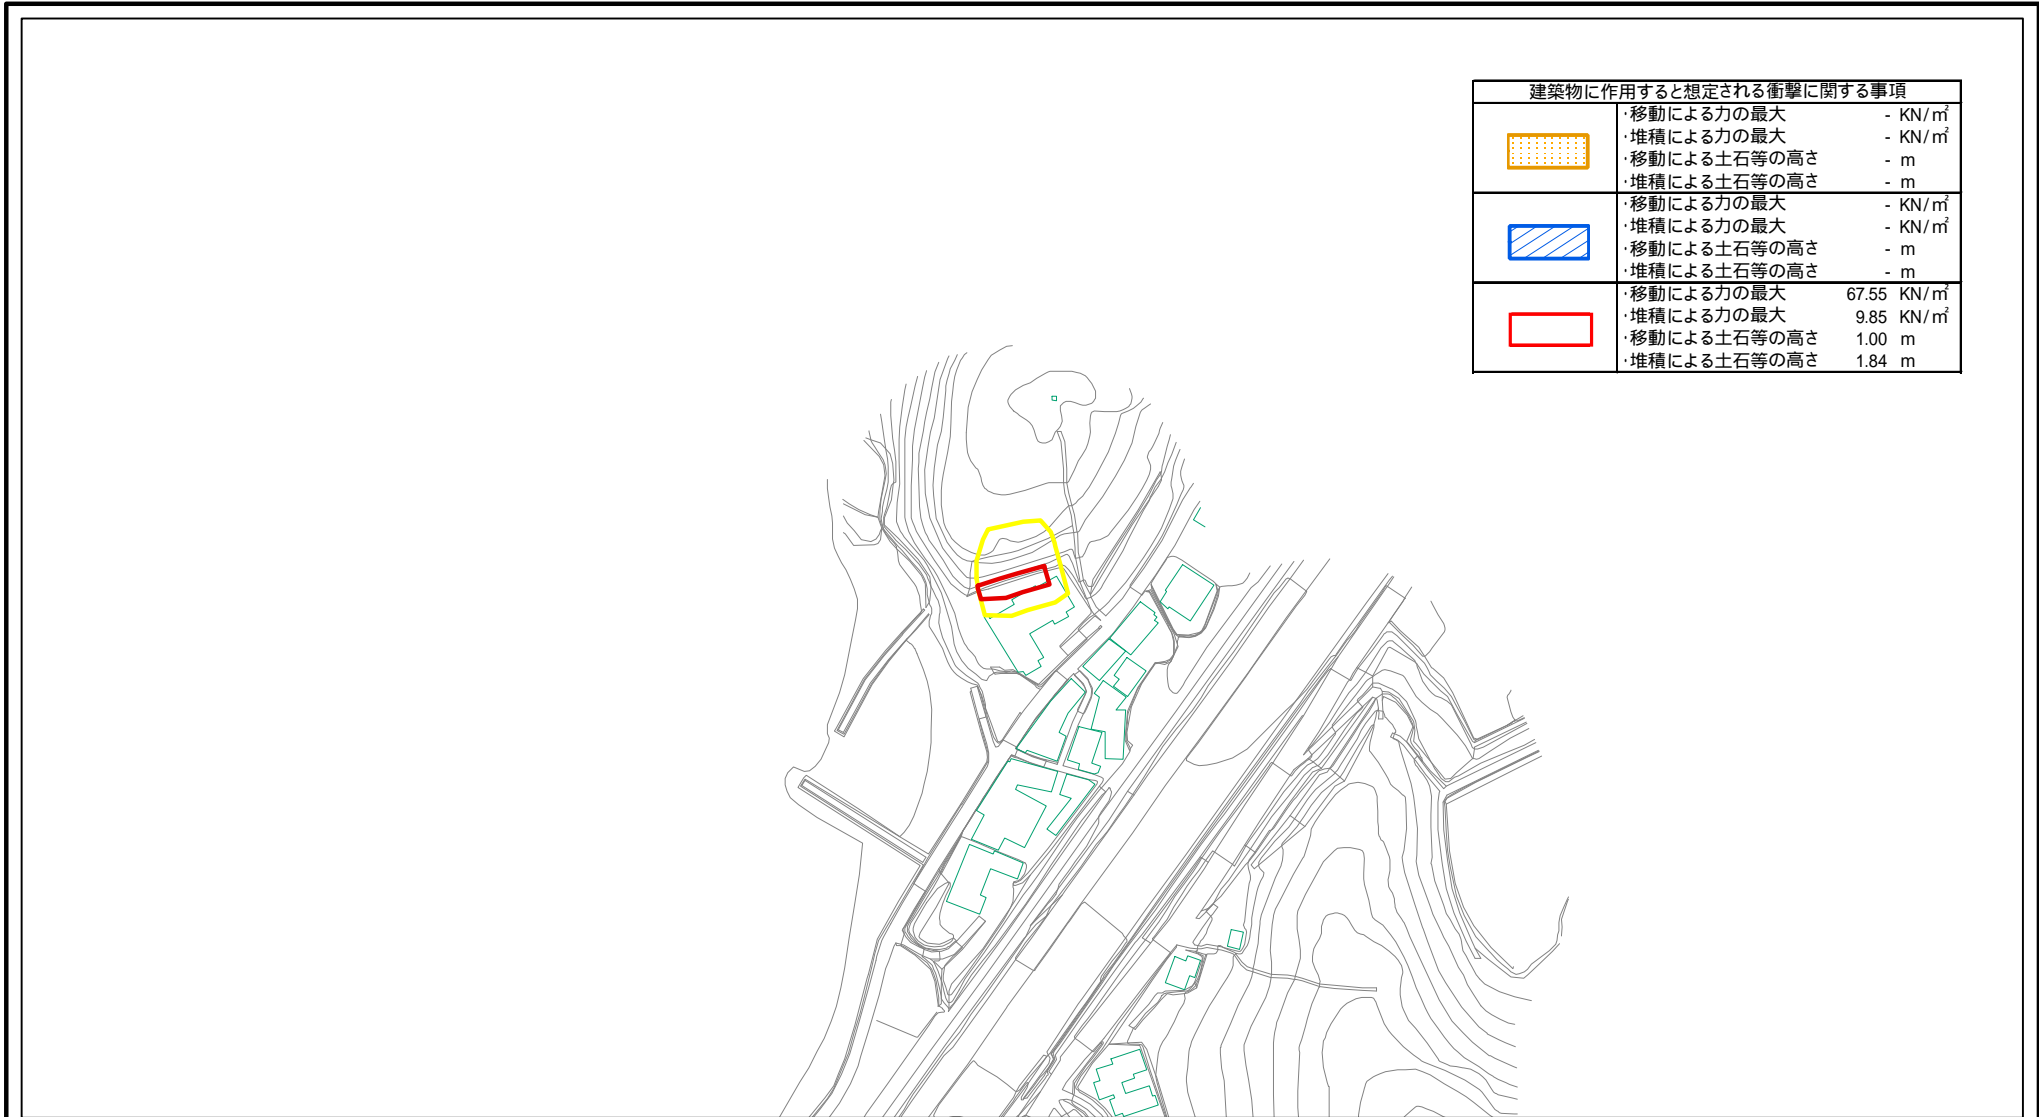 建築物に作用すると想定される衝撃に関する事項
・移動による力の最大 - KN/㎡
・堆積による力の最大 - KN/㎡
・移動による土石等の高さ - m
・堆積による土石等の高さ - m
・移動による力の最大 - KN/㎡
・堆積による力の最大 - KN/㎡
・移動による土石等の高さ - m
・堆積による土石等の高さ - m
・移動による力の最大 67.55 KN/㎡
・堆積による力の最大 9.85 KN/㎡
・移動による土石等の高さ 1.00 m
・堆積による土石等の高さ 1.84 m